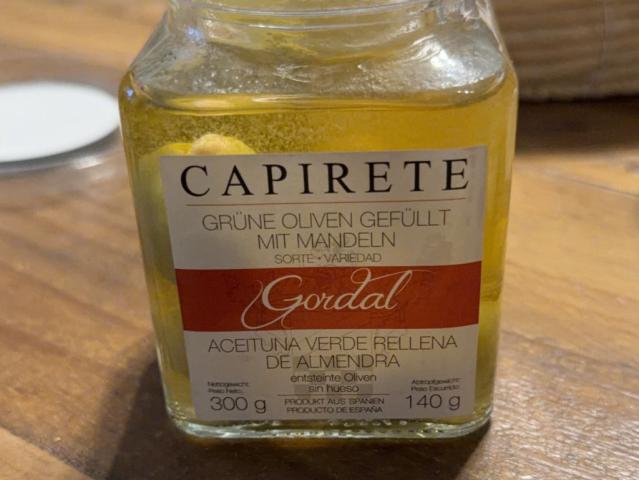 CAPIRETE
GRÜNE OLIVEN GEFÜLLT
MIT MANDELN
SORTE • VARIEDAD
Gordal
ACEITUNA VERDE RELLENA
DE ALMENDRA
entsteinte Oliven
sin hueso
Nettogewicht:
Peso Neto:
300 g
PRODUKT AUS SPANIEN
PRODUCTO DE ESPAÑA
Abtropfgewicht:
Peso Escurrido:
140 g